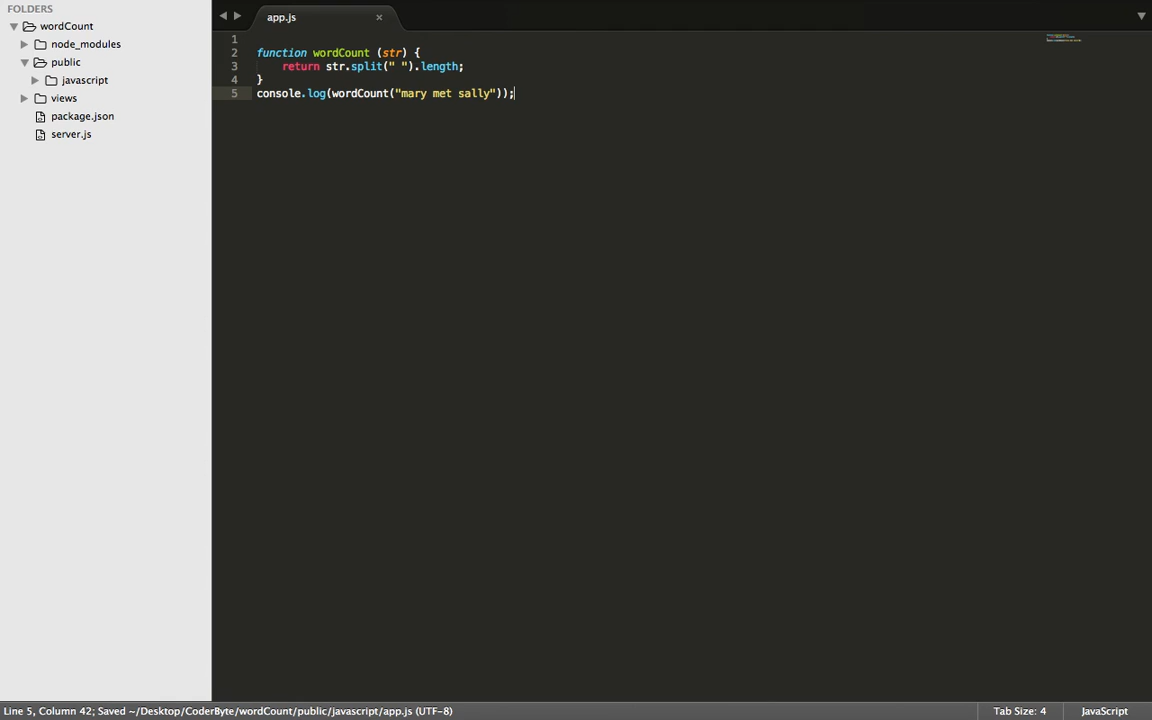 FOLDERS
wordCount
node_modules
public
javascript
views
package.json
server.js
app.js
1
2 function wordCount (str) {
3 return str.split(" ").length;
4 }
5 console.log(wordCount("mary met sally"));
Line 5, Column 42; Saved ~/Desktop/CoderByte/wordCount/public/javascript/app.js (UTF-8) Tab Size: 4 JavaScript